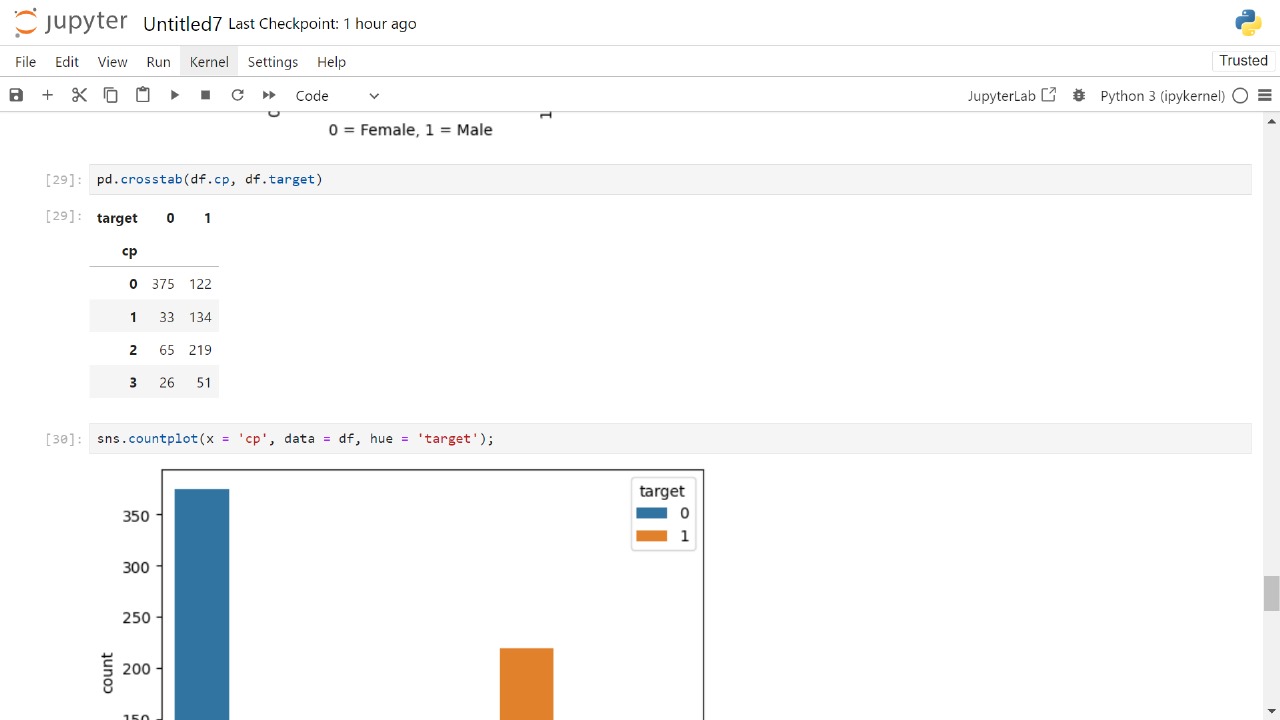 jupyter Untitled7 Last Checkpoint: 1 hour ago
File Edit View Run Kernel Settings Help Trusted
Code JupyterLab Python 3 (ipykernel)
0 = Female, 1 = Male
[29]: pd.crosstab(df.cp, df.target)
[29]: target 0 1
cp
0 375 122
1 33 134
2 65 219
3 26 51
[30]: sns.countplot(x = 'cp', data = df, hue = 'target');
target
0
1
350
300
250
200
150
count